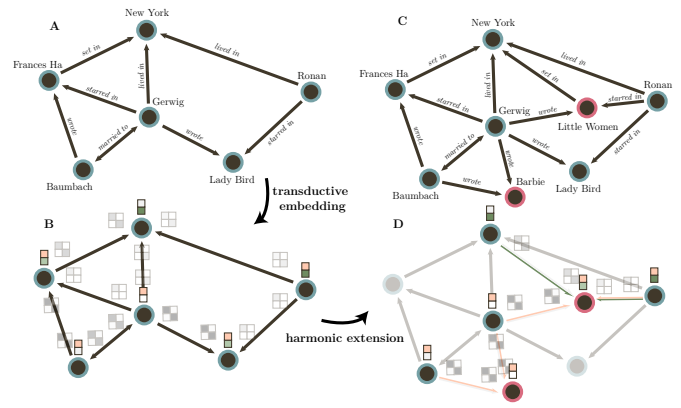 A
New York
Frances Ha
set in
lived in
lived in
Ronan
starred in
Gerwig
wrote
married to
wrote
starred in
Baumbach
Lady Bird
transductive
embedding
B
harmonic extension
C
New York
Frances Ha
set in
lived in
set in
lived in
Ronan
starred in
Gerwig
wrote
starred in
Little Women
wrote
married to
wrote
wrote
starred in
Baumbach
wrote
Barbie
Lady Bird
D